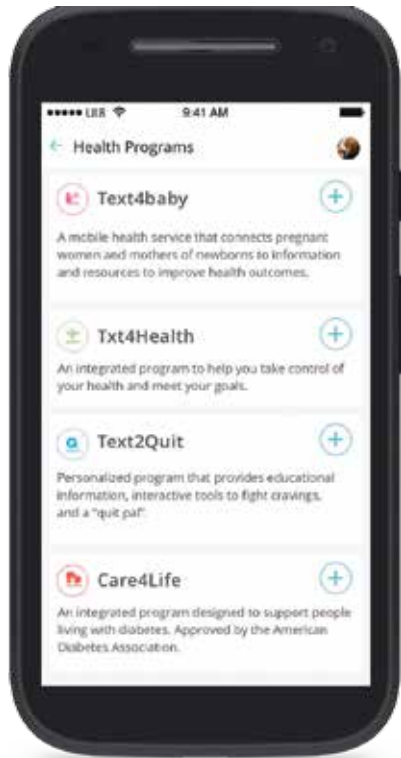 UI8 9:41 AM
← Health Programs
Text4baby +
A mobile health service that connects pregnant
women and mothers of newborns to information
and resources to improve health outcomes.
Txt4Health +
An integrated program to help you take control of
your health and meet your goals.
Text2Quit +
Personalized program that provides educational
information, interactive tools to fight cravings,
and a "quit pal".
Care4Life +
An integrated program designed to support people
living with diabetes. Approved by the American
Diabetes Association.